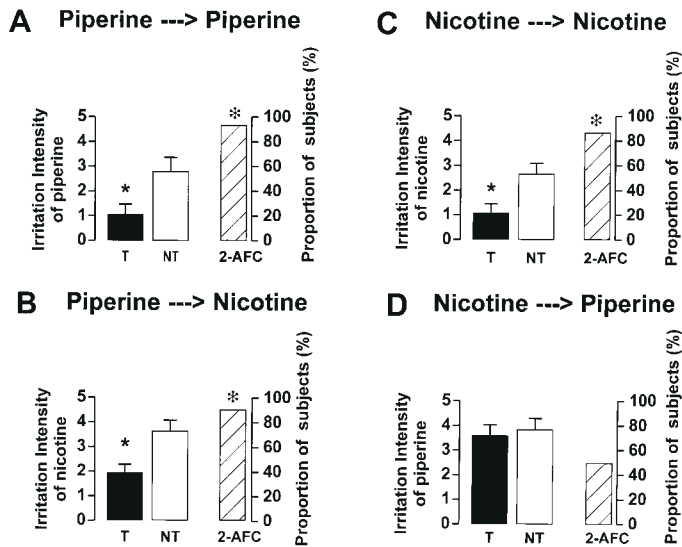 A Piperine ---> Piperine
Irritation Intensity
of piperine
5
4
3
2
1
0
*
T
NT
*
2-AFC
100
80
60
40
20
0
Proportion of subjects (%)
C Nicotine ---> Nicotine
Irritation Intensity
of nicotine
5
4
3
2
1
0
*
T
NT
*
2-AFC
100
80
60
40
20
0
Proportion of subjects (%)
B Piperine ---> Nicotine
Irritation Intensity
of nicotine
5
4
3
2
1
0
*
T
NT
*
2-AFC
100
80
60
40
20
0
Proportion of subjects (%)
D Nicotine ---> Piperine
Irritation Intensity
of piperine
5
4
3
2
1
0
T
NT
2-AFC
100
80
60
40
20
0
Proportion of subjects (%)